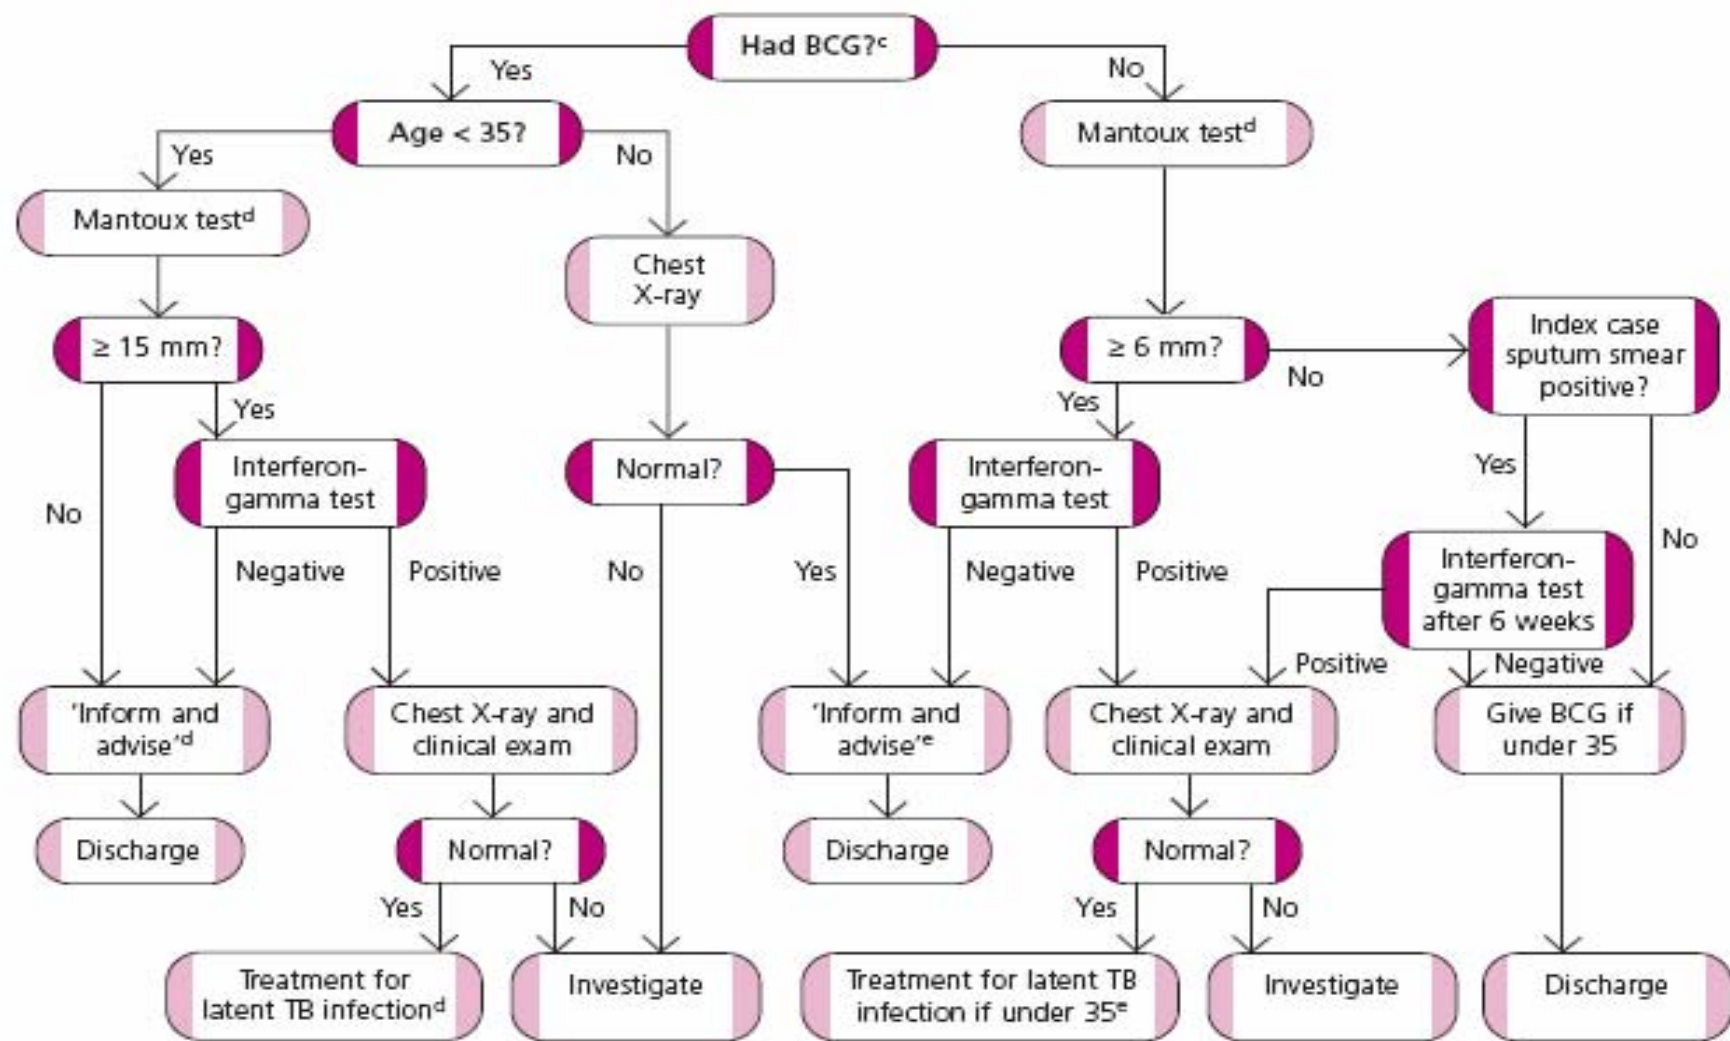 Had BCG?c
Yes
No
Age < 35?
Mantoux testd
Yes
No
Mantoux testd
Chest
X-ray
≥ 15 mm?
≥ 6 mm?
Index case
sputum smear
positive?
No
Yes
Yes
Interferon-
gamma test
Normal?
Interferon-
gamma test
Yes
No
No
Negative
Positive
No
Yes
Negative
Positive
Interferon-
gamma test
after 6 weeks
Positive
Negative
'Inform and
advise'd
Chest X-ray and
clinical exam
'Inform and
advise'e
Chest X-ray and
clinical exam
Give BCG if
under 35
Discharge
Normal?
Discharge
Normal?
Yes
No
Yes
No
Treatment for
latent TB infectiond
Investigate
Treatment for latent TB
infection if under 35e
Investigate
Discharge